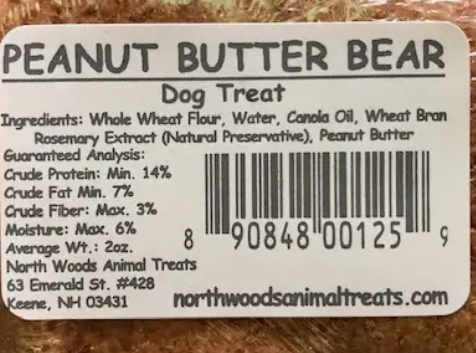 PEANUT BUTTER BEAR
Dog Treat
Ingredients: Whole Wheat Flour, Water, Canola Oil, Wheat Bran
Rosemary Extract (Natural Preservative), Peanut Butter
Guaranteed Analysis:
Crude Protein: Min. 14%
Crude Fat Min. 7%
Crude Fiber: Max. 3%
Moisture: Max. 6%
Average Wt.: 2oz.
8 90848 00125 9
North Woods Animal Treats
63 Emerald St. #428
Keene, NH 03431
northwoodsanimaltreats.com